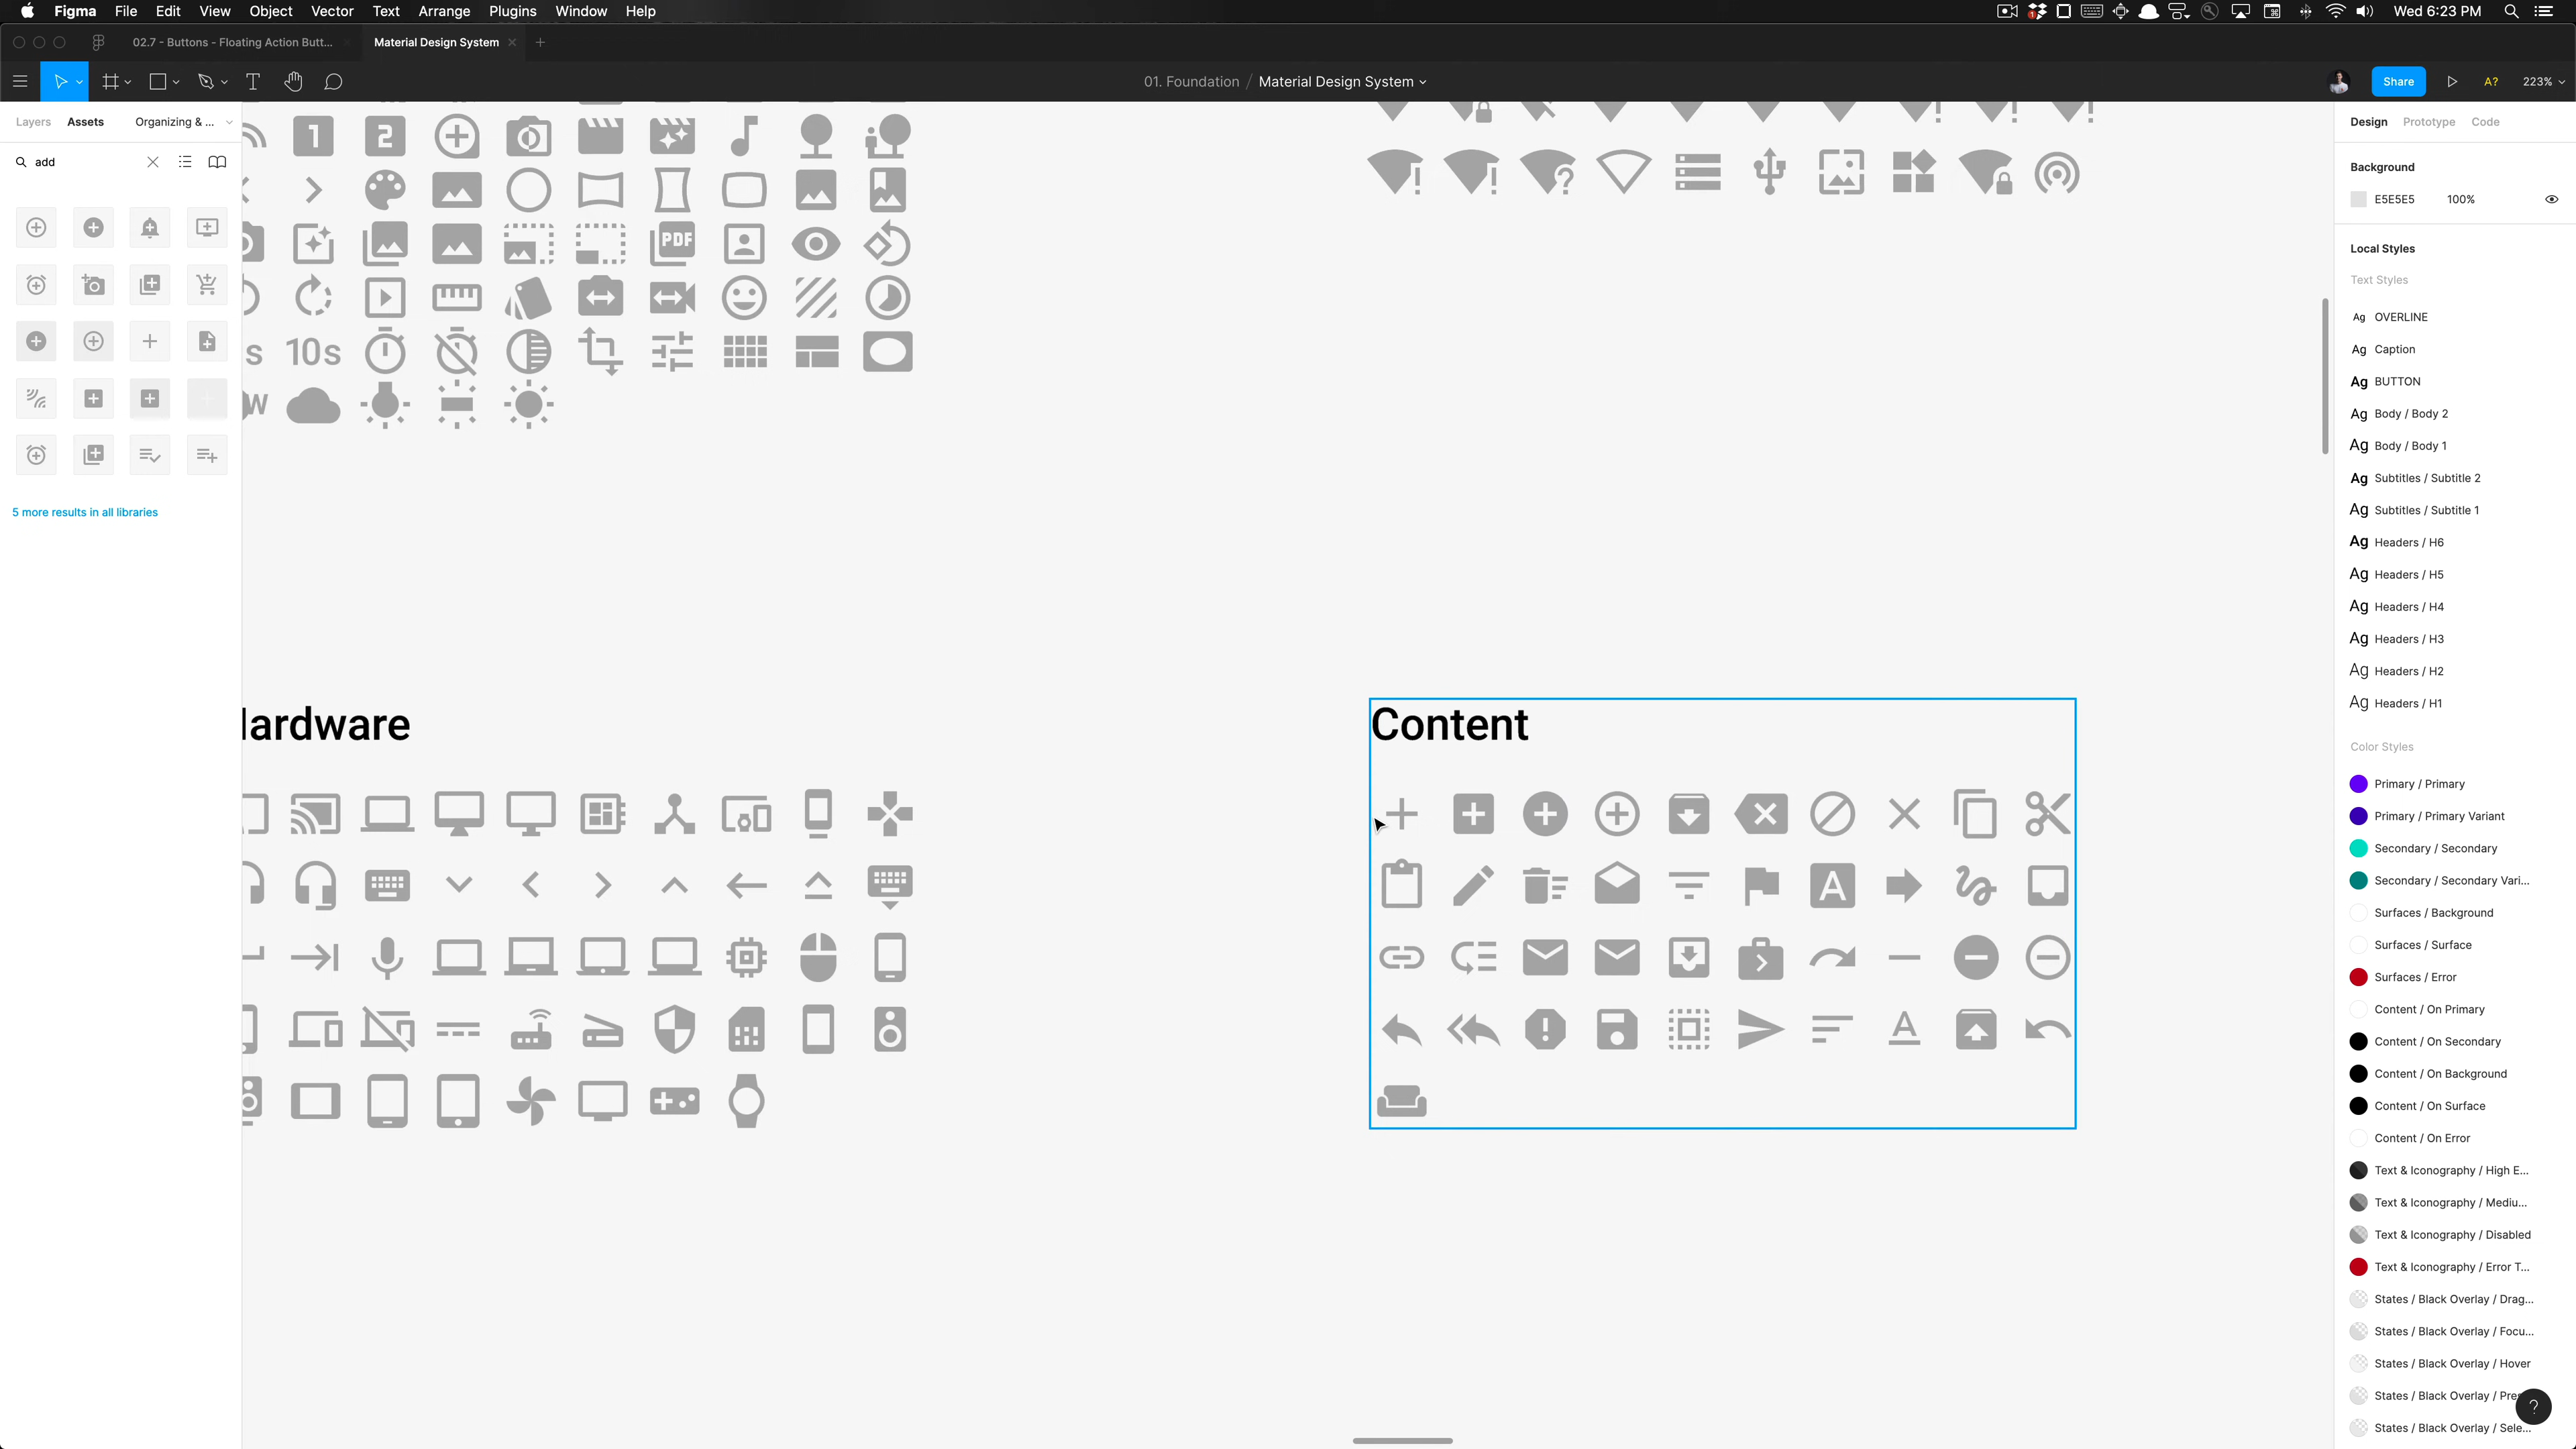 Figma File Edit View Object Vector Text Arrange Plugins Window Help
Wed 6:23 PM
02.7 - Buttons - Floating Action Butt...
Material Design System
01. Foundation / Material Design System
Share
A?
223%
Layers Assets Organizing & ...
add
5 more results in all libraries
1
2
PDF
s
10s
w
lardware
Content
A
A
Design Prototype Code
Background
E5E5E5 100%
Local Styles
Text Styles
Ag OVERLINE
Ag Caption
Ag BUTTON
Ag Body / Body 2
Ag Body / Body 1
Ag Subtitles / Subtitle 2
Ag Subtitles / Subtitle 1
Ag Headers / H6
Ag Headers / H5
Ag Headers / H4
Ag Headers / H3
Ag Headers / H2
Ag Headers / H1
Color Styles
Primary / Primary
Primary / Primary Variant
Secondary / Secondary
Secondary / Secondary Vari...
Surfaces / Background
Surfaces / Surface
Surfaces / Error
Content / On Primary
Content / On Secondary
Content / On Background
Content / On Surface
Content / On Error
Text & Iconography / High E...
Text & Iconography / Mediu...
Text & Iconography / Disabled
Text & Iconography / Error T...
States / Black Overlay / Drag...
States / Black Overlay / Focu...
States / Black Overlay / Hover
States / Black Overlay / Pre
States / Black Overlay / Sele...
?